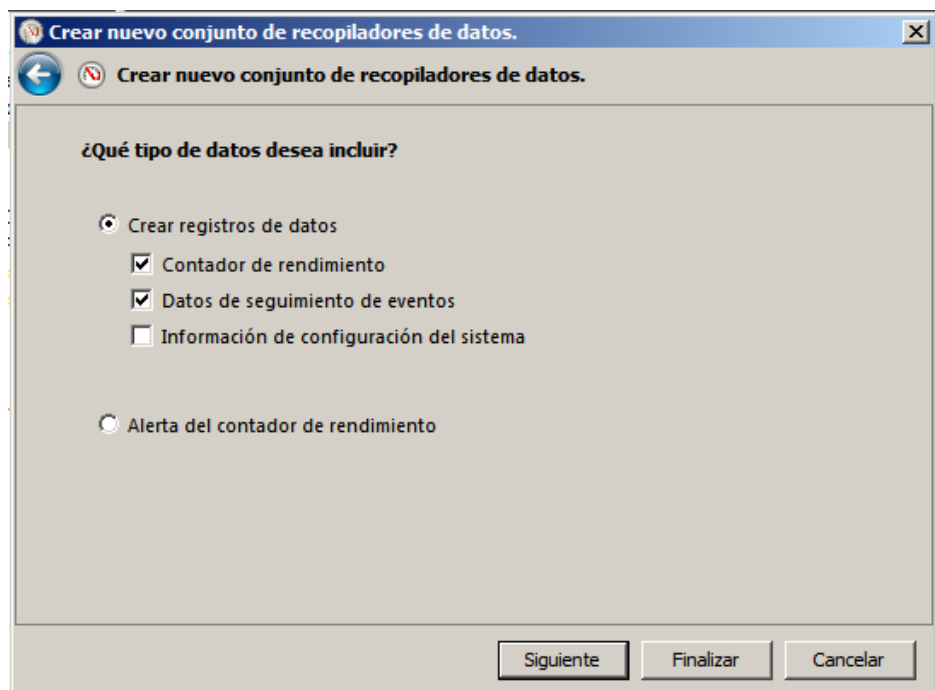 Crear nuevo conjunto de recopiladores de datos.
Crear nuevo conjunto de recopiladores de datos.
¿Qué tipo de datos desea incluir?
Crear registros de datos
Contador de rendimiento
Datos de seguimiento de eventos
Información de configuración del sistema
Alerta del contador de rendimiento
Siguiente Finalizar Cancelar